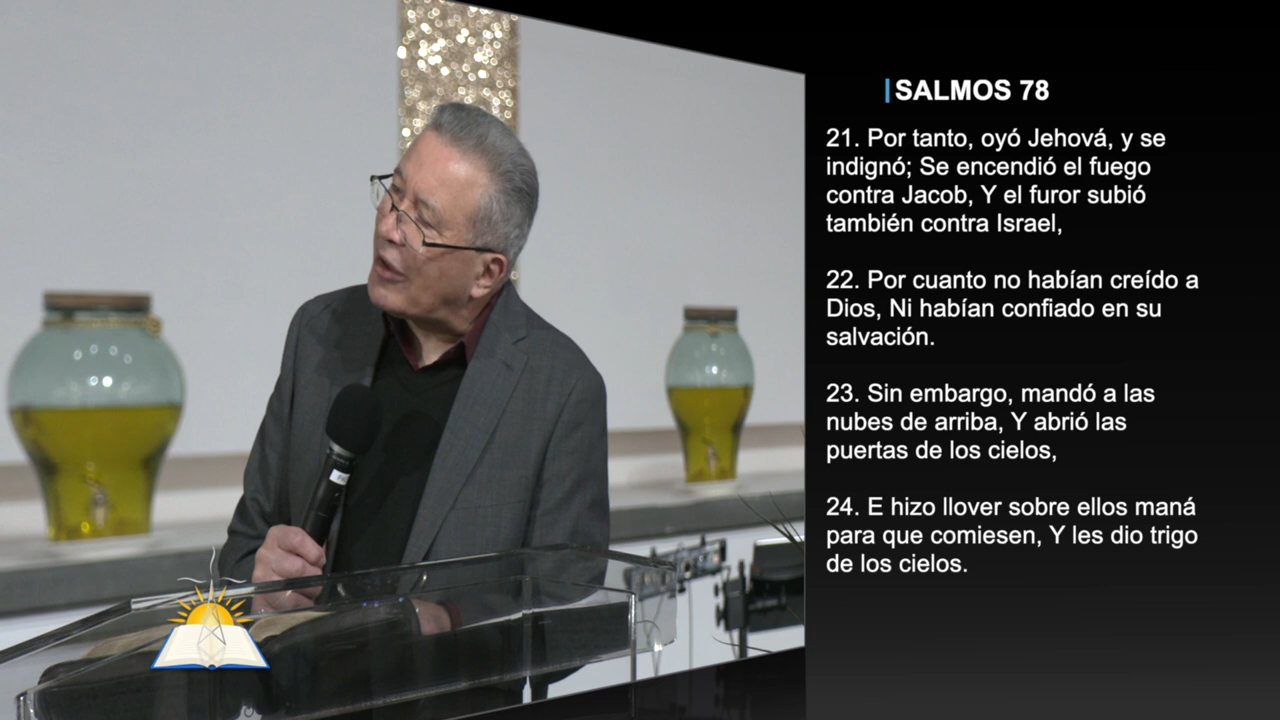 SALMOS 78
21. Por tanto, oyó Jehová, y se
indignó; Se encendió el fuego
contra Jacob, Y el furor subió
también contra Israel,
22. Por cuanto no habían creído a
Dios, Ni habían confiado en su
salvación.
23. Sin embargo, mandó a las
nubes de arriba, Y abrió las
puertas de los cielos,
24. E hizo llover sobre ellos maná
para que comiesen, Y les dio trigo
de los cielos.